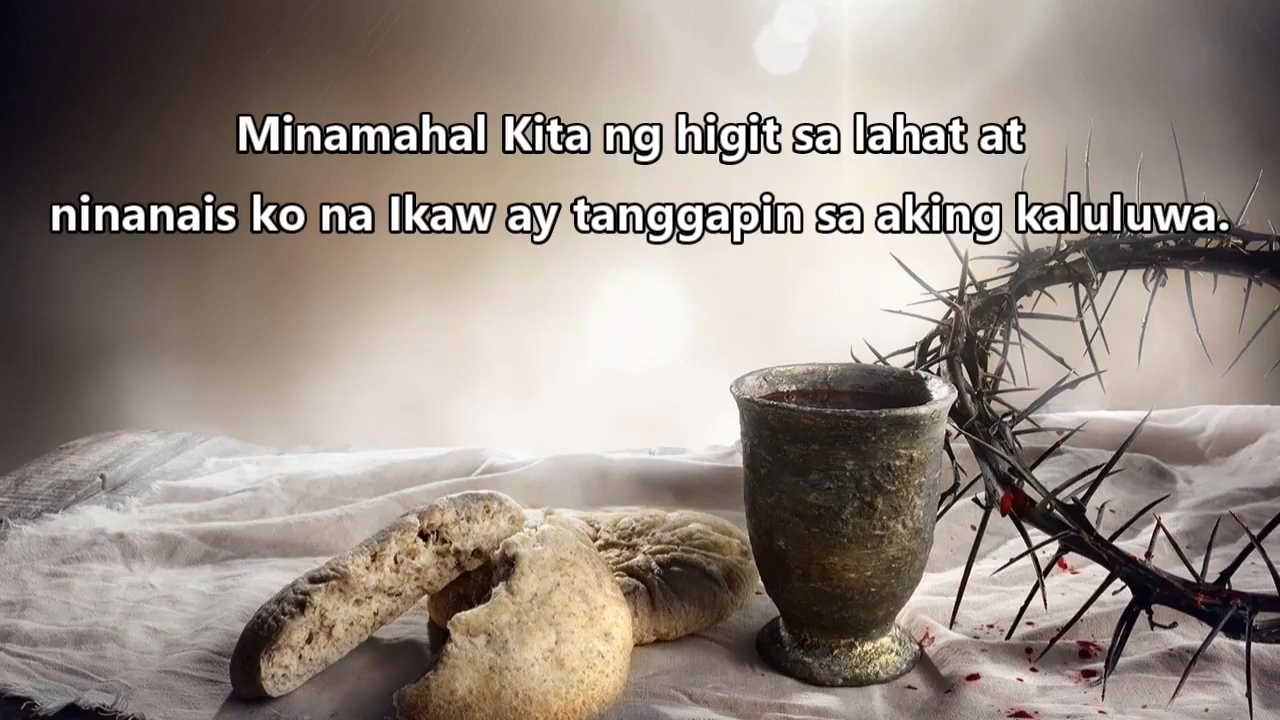 Minamahal Kita ng higit sa lahat at
ninanais ko na Ikaw ay tanggapin sa aking kaluluwa.